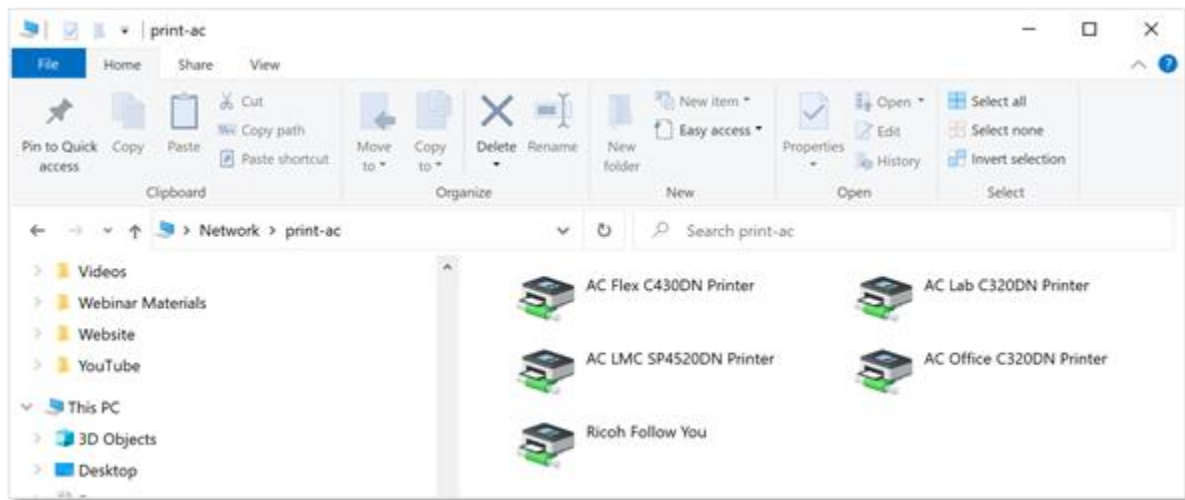 print-ac
File Home Share View
Pin to Quick access
Copy
Paste
Cut
Copy path
Paste shortcut
Clipboard
Move to
Copy to
Delete
Rename
Organize
New folder
New item
Easy access
New
Properties
Open
Edit
History
Open
Select all
Select none
Invert selection
Select
Network > print-ac
Search print-ac
Videos
Webinar Materials
Website
YouTube
This PC
3D Objects
Desktop
AC Flex C430DN Printer
AC Lab C320DN Printer
AC LMC SP4520DN Printer
AC Office C320DN Printer
Ricoh Follow You